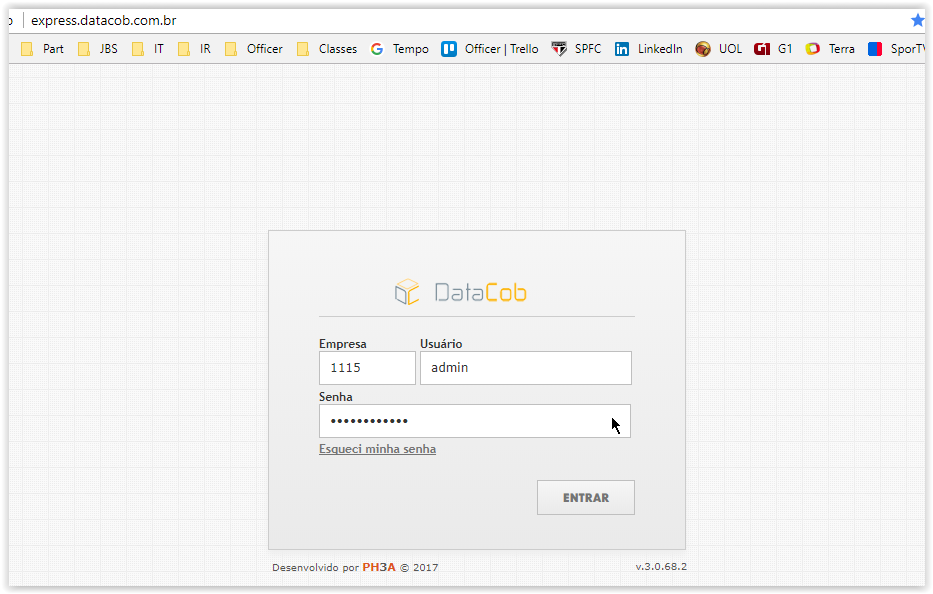 express.datacob.com.br
Part JBS IT IR Officer Classes Tempo Officer | Trello SPFC LinkedIn UOL G1 Terra SporTV
DataCob
Empresa Usuário
1115 admin
Senha
••••••••••••
Esqueci minha senha
ENTRAR
Desenvolvido por PH3A © 2017 v.3.0.68.2